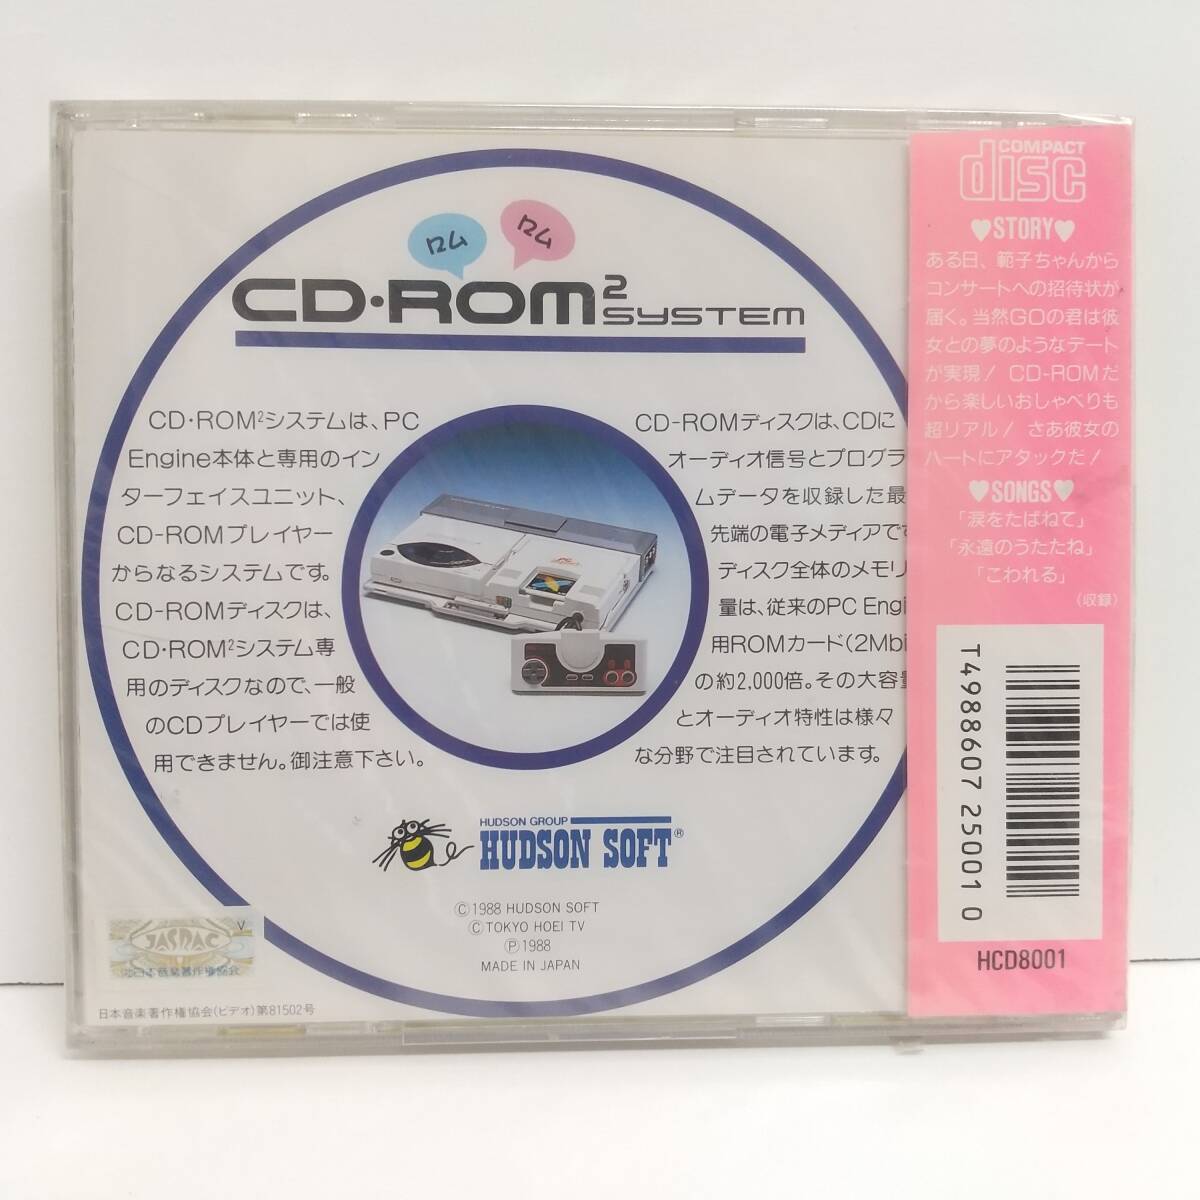 ロム
ロム
CD・ROM2
SYSTEM
CD・ROM2システムは、PC
Engine本体と専用のイン
ターフェイスユニット、
CD-ROMプレイヤー
からなるシステムです。
CD-ROMディスクは、
CD・ROM2システム専
用のディスクなので、一般
のCDプレイヤーでは使
用できません。御注意下さい。
CD-ROMディスクは、CDに
オーディオ信号とプログラ
ムデータを収録した最
先端の電子メディアです
ディスク全体のメモリ
量は、従来のPC Engi
用ROMカード(2Mbi
の約2,000倍。その大容量
とオーディオ特性は様々
な分野で注目されています。
HUDSON GROUP
HUDSON SOFT®
©1988 HUDSON SOFT
©TOKYO HOEI TV
Ⓟ1988
MADE IN JAPAN
V
JASRAC
日本音楽著作権協会
日本音楽著作権協会(ビデオ)第81502号
COMPACT
disc
♥STORY♥
ある日、範子ちゃんから
コンサートへの招待状が
届く。当然GOの君は彼
女との夢のようなデート
が実現! CD-ROMだ
から楽しいおしゃべりも
超リアル! さあ彼女の
ハートにアタックだ!
♥SONGS♥
「涙をたばねて」
「永遠のうたたね」
「こわれる」
(収録)
T4988607 25001 0
HCD8001